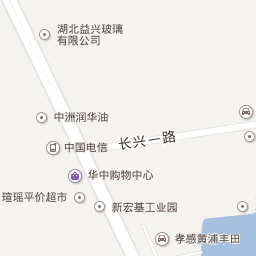 湖北益兴玻璃
有限公司
中洲润华油
长兴一路
中国电信
华中购物中心
瑄瑶平价超市
新宏基工业园
孝感黄浦丰田